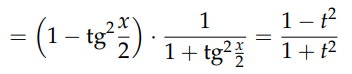 = (1 − tg² x/2) · 1/(1 + tg² x/2) = (1 − t²)/(1 + t²)